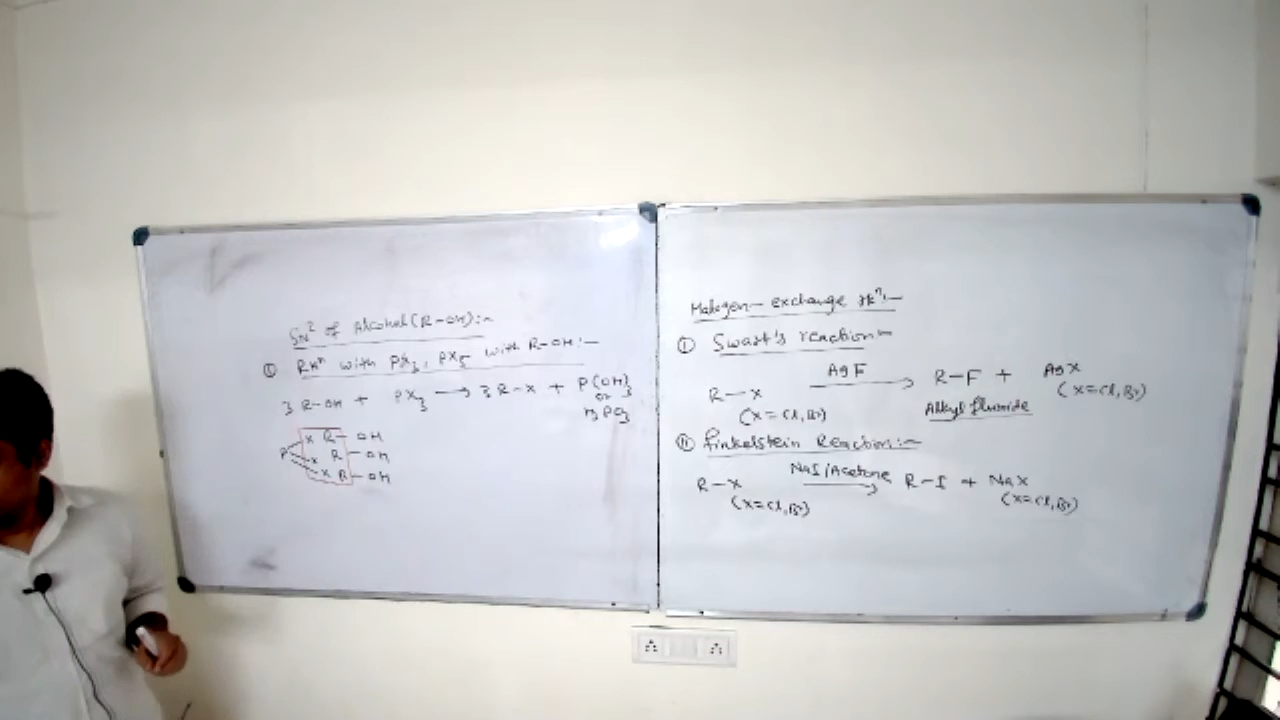 SN² of Alcohol (R-OH):-
① Rxⁿ with PX₃, PX₅ with R-OH:-
3 R-OH + PX₃ → 3 R-X + P(OH)₃
or
H₃PO₃
x R- OH
P x R - OH
x R - OH
Halogen- exchange rxⁿ:-
① Swart's reaction:-
R-X AgF → R-F + AgX
(X=Cl,Br) Alkyl fluoride (X=Cl,Br)
② Finkelstein Reaction:-
R-X NaI/Acetone → R-I + NaX
(X=Cl,Br) (X=Cl,Br)